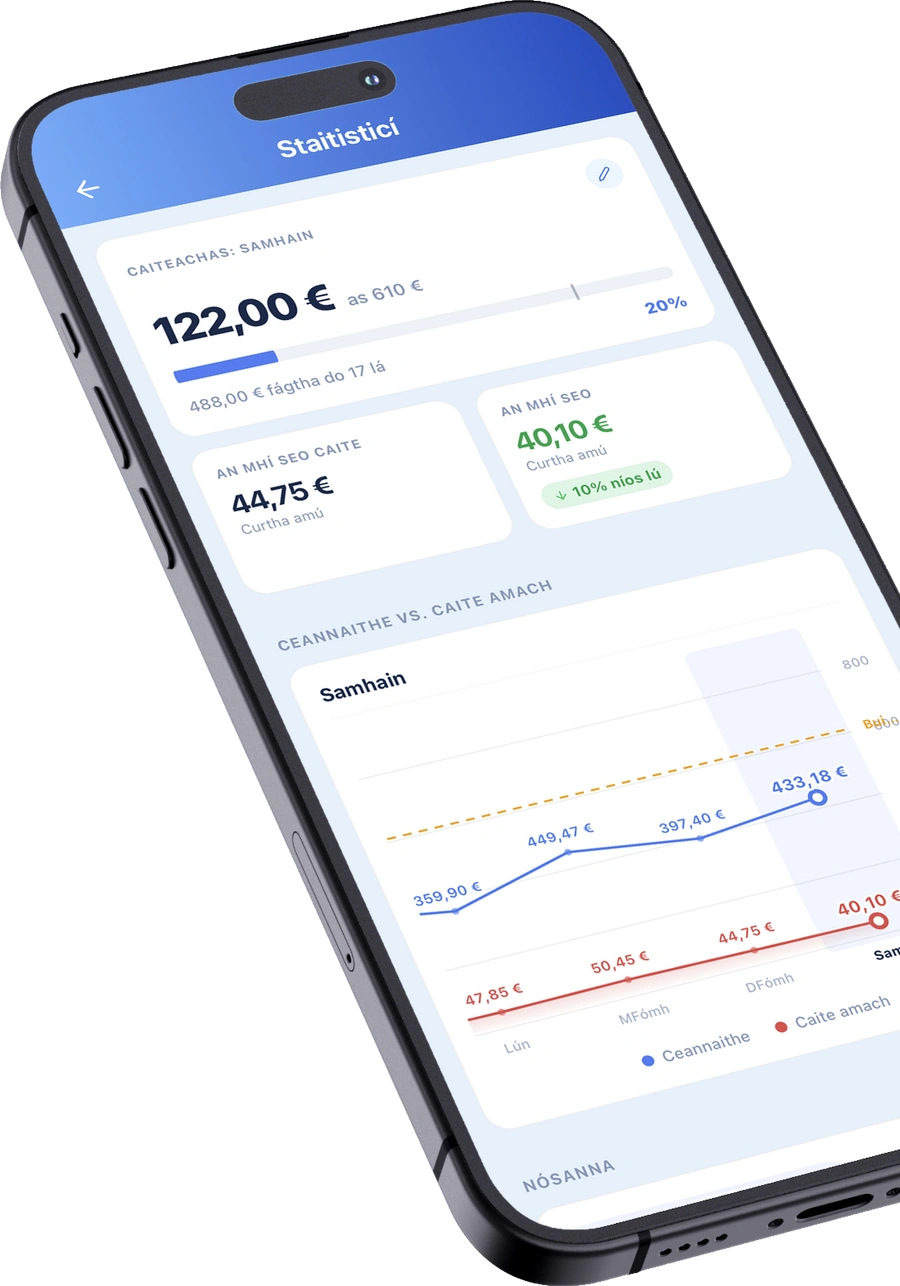 Staitisticí
CAITEACHAS: SAMHAIN
122,00 € as 610 €
20%
488,00 € fágtha do 17 lá
AN MHÍ SEO CAITE
44,75 €
Curtha amú
AN MHÍ SEO
40,10 €
Curtha amú
↓ 10% níos lú
CEANNAITHE VS. CAITE AMACH
Samhain
800
433,18 €
449,47 €
397,40 €
359,90 €
40,10 €
44,75 €
50,45 €
47,85 €
Lún
MFómh
DFómh
Ceannaithe
Caite amach
NÓSANNA